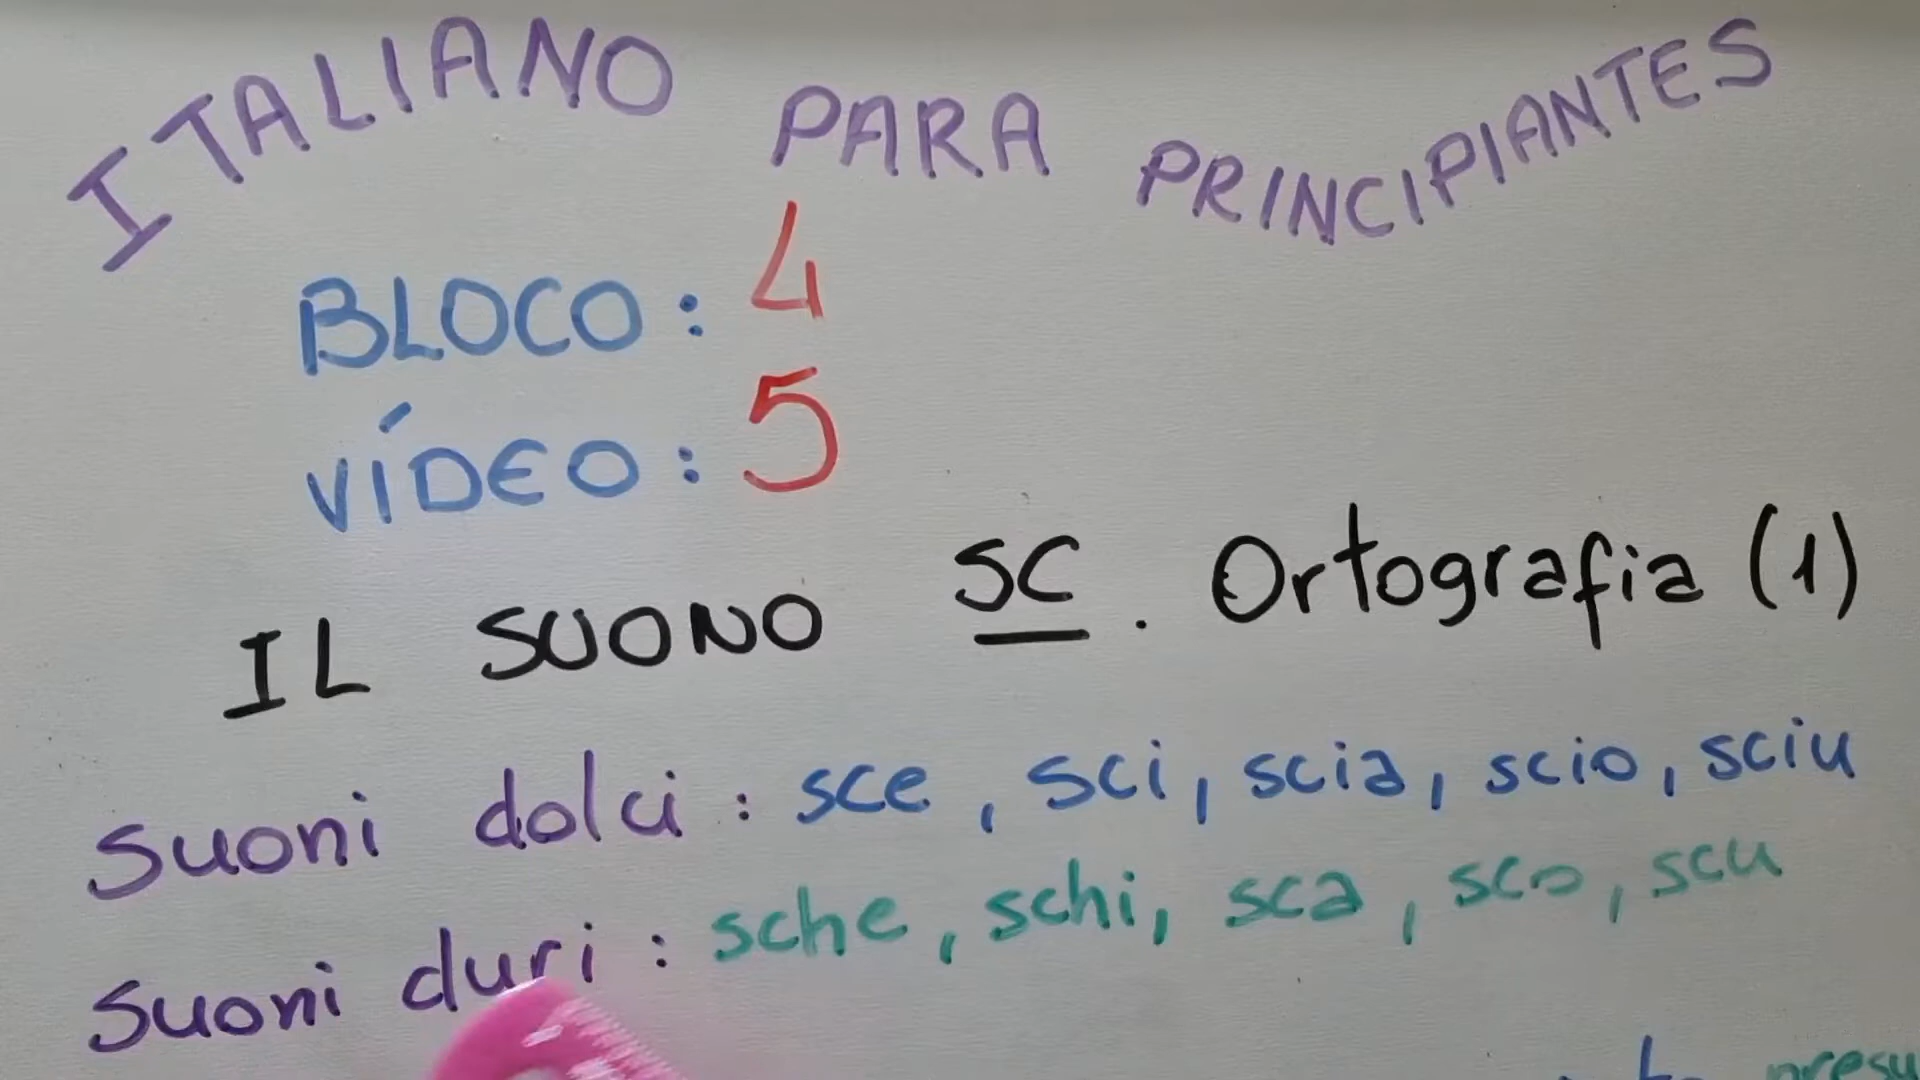 ITALIANO PARA PRINCIPIANTES
BLOCO: 4
VÍDEO: 5
IL SUONO SC. Ortografia (1)
Suoni dolci: sce, sci, scia, scio, sciu
Suoni duri: sche, schi, sca, sco, scu